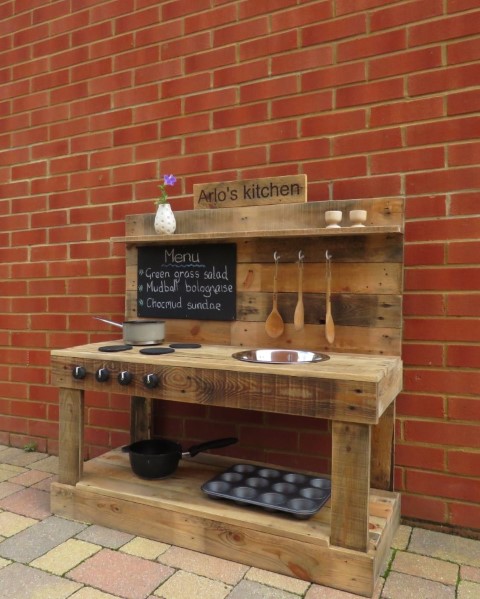 Arlo's kitchen
Menu
* Green grass salad
* Mudball bolognaise
* Chocmud sundae